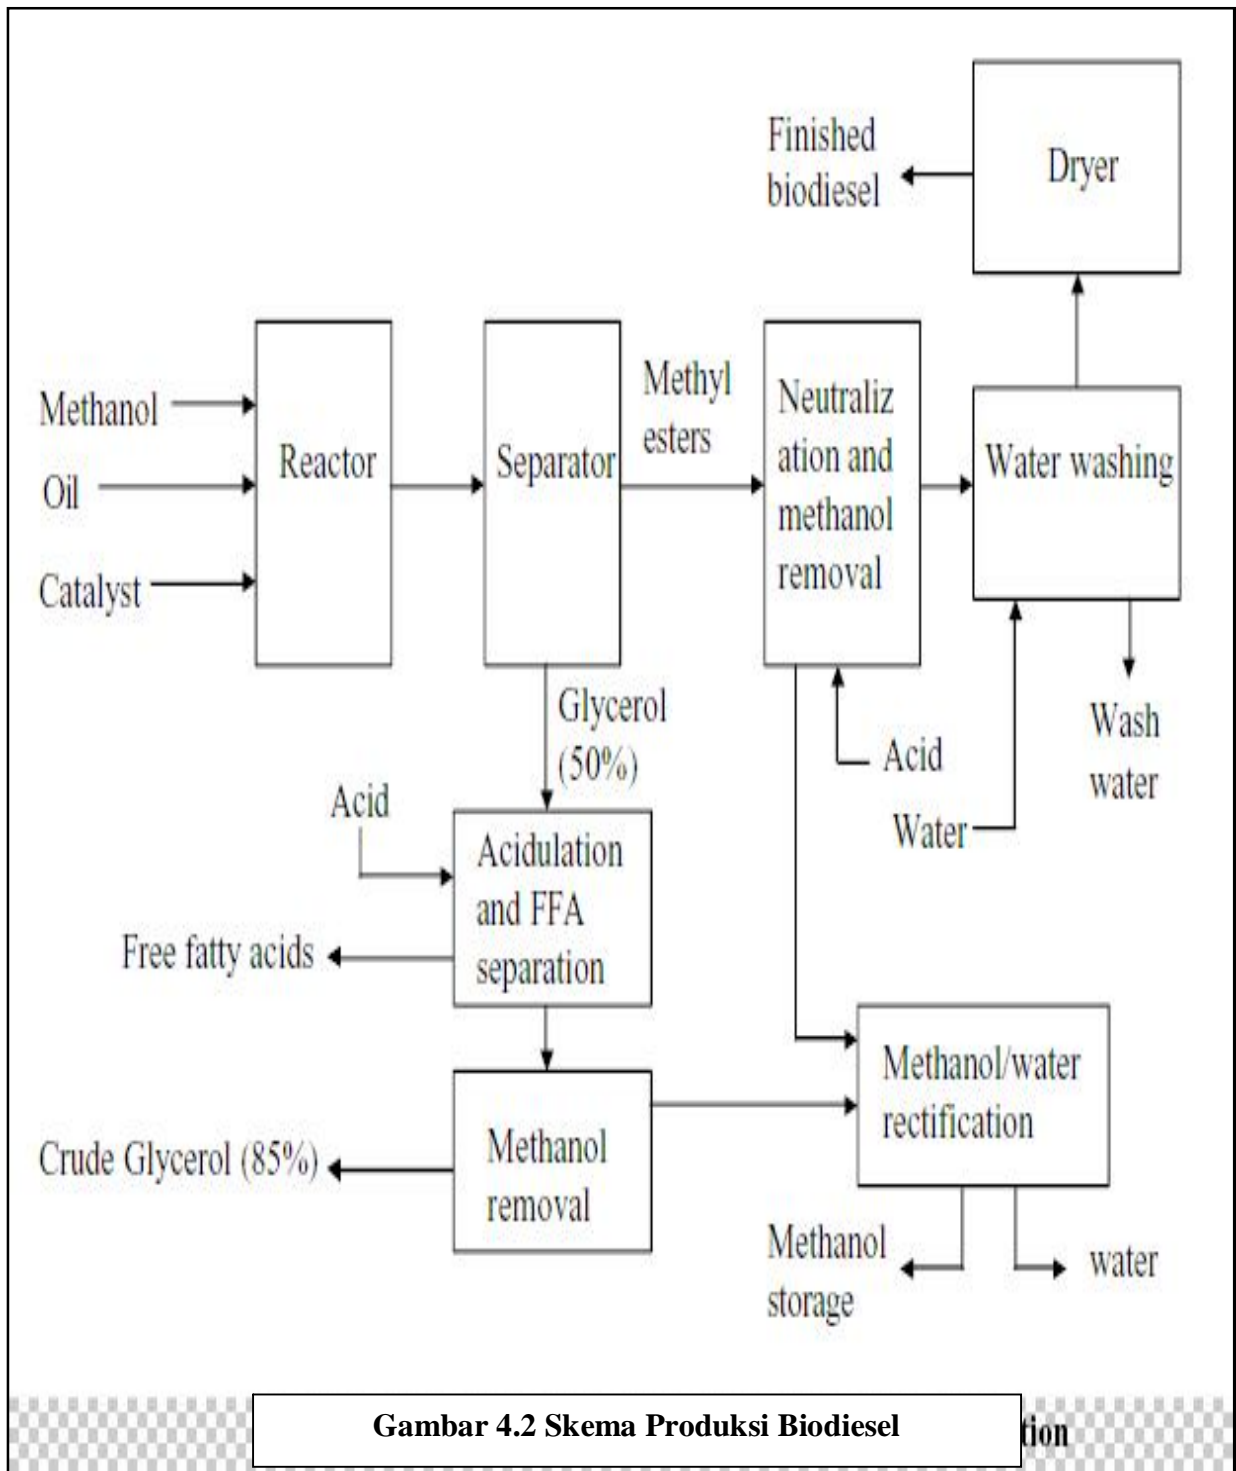 Finished
biodiesel
Dryer
Methanol
Oil
Catalyst
Reactor
Separator
Methyl
esters
Neutraliz
ation and
methanol
removal
Water washing
Glycerol
(50%)
Acid
Water
Wash
water
Acid
Acidulation
and FFA
separation
Free fatty acids
Methanol
removal
Crude Glycerol (85%)
Methanol/water
rectification
Methanol
storage
water
Gambar 4.2 Skema Produksi Biodiesel
tion